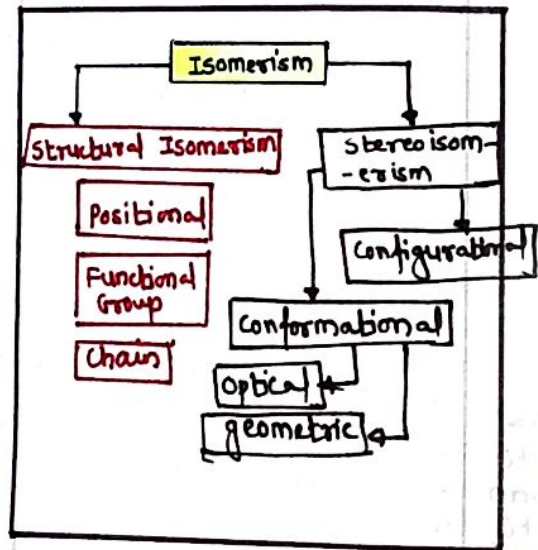 Isomerism
Structural Isomerism
Stereoisom-
-erism
Positional
Configurational
Functional
Group
Conformational
Chain
Optical
geometric